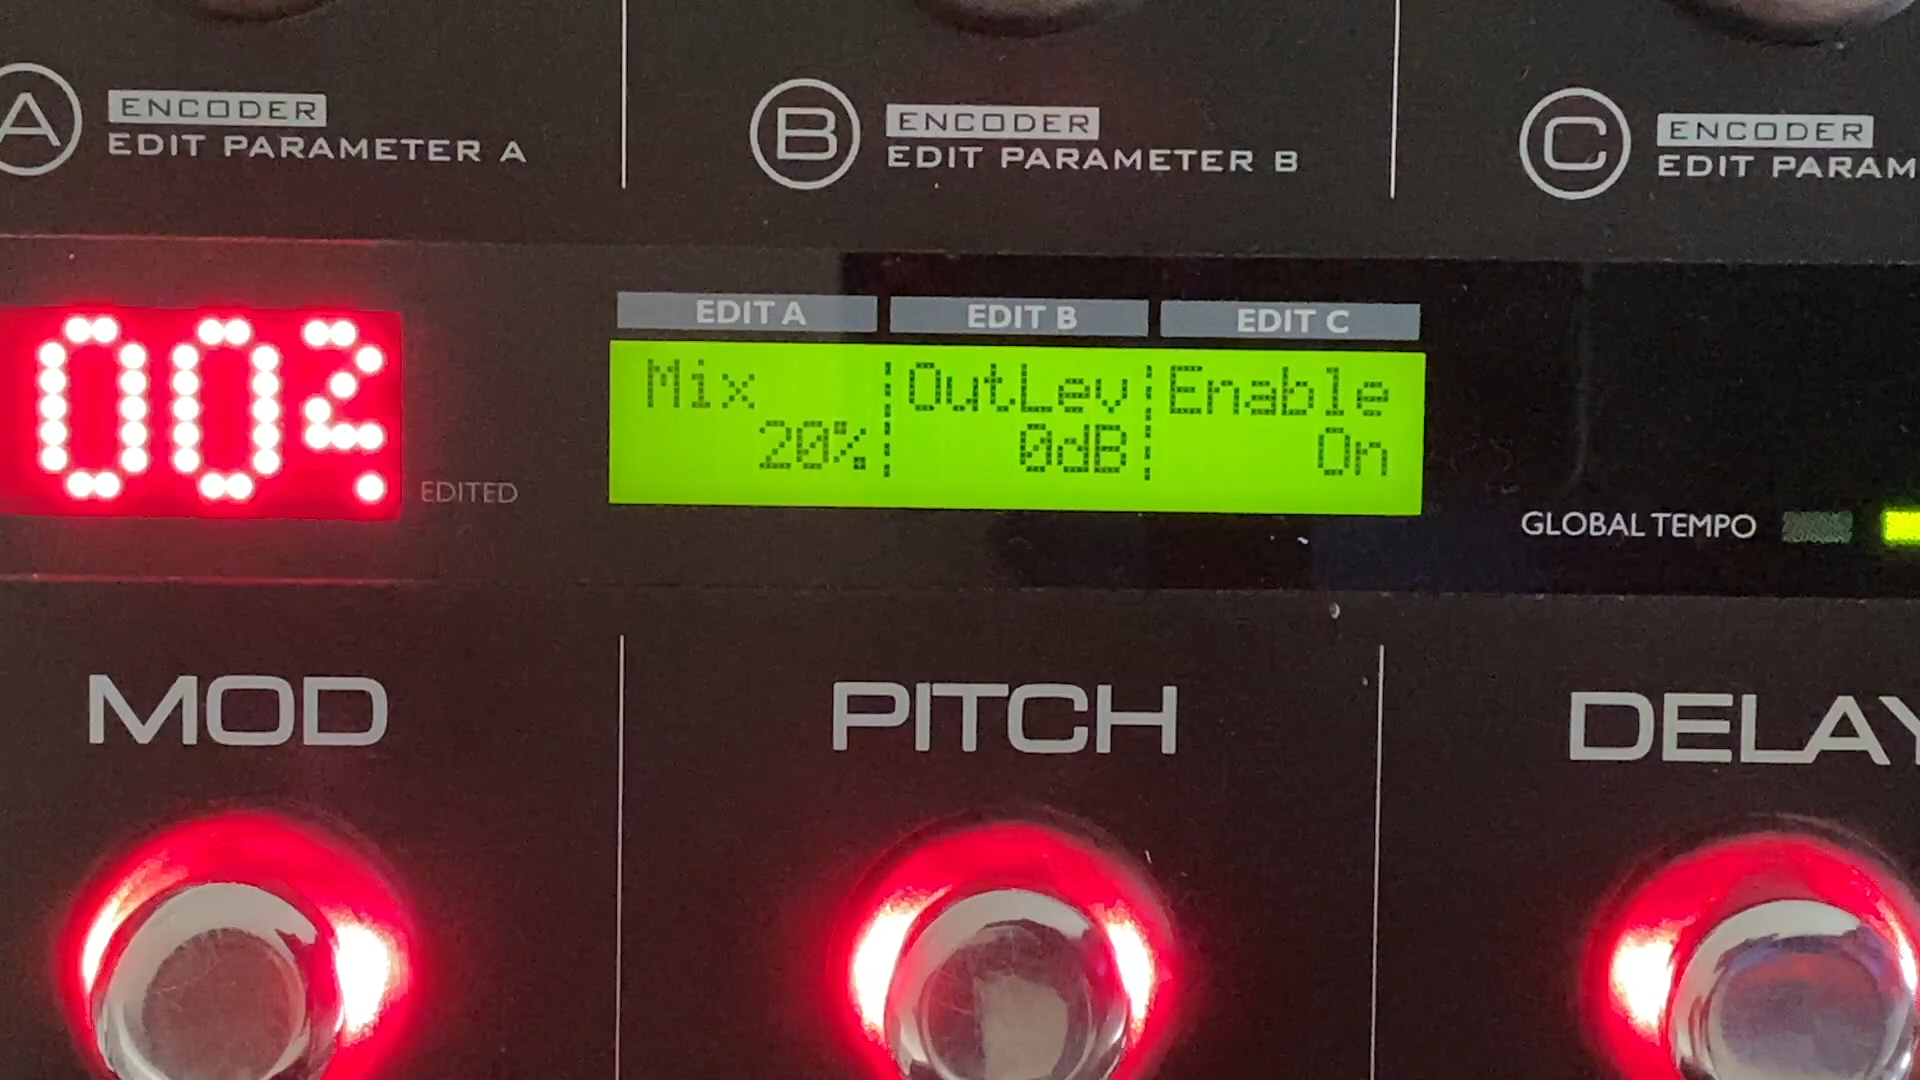 A ENCODER
EDIT PARAMETER A
B ENCODER
EDIT PARAMETER B
C ENCODER
EDIT PARAM
002.
EDITED
EDIT A EDIT B EDIT C
Mix OutLev Enable
20% 0dB On
GLOBAL TEMPO
MOD PITCH DELAY